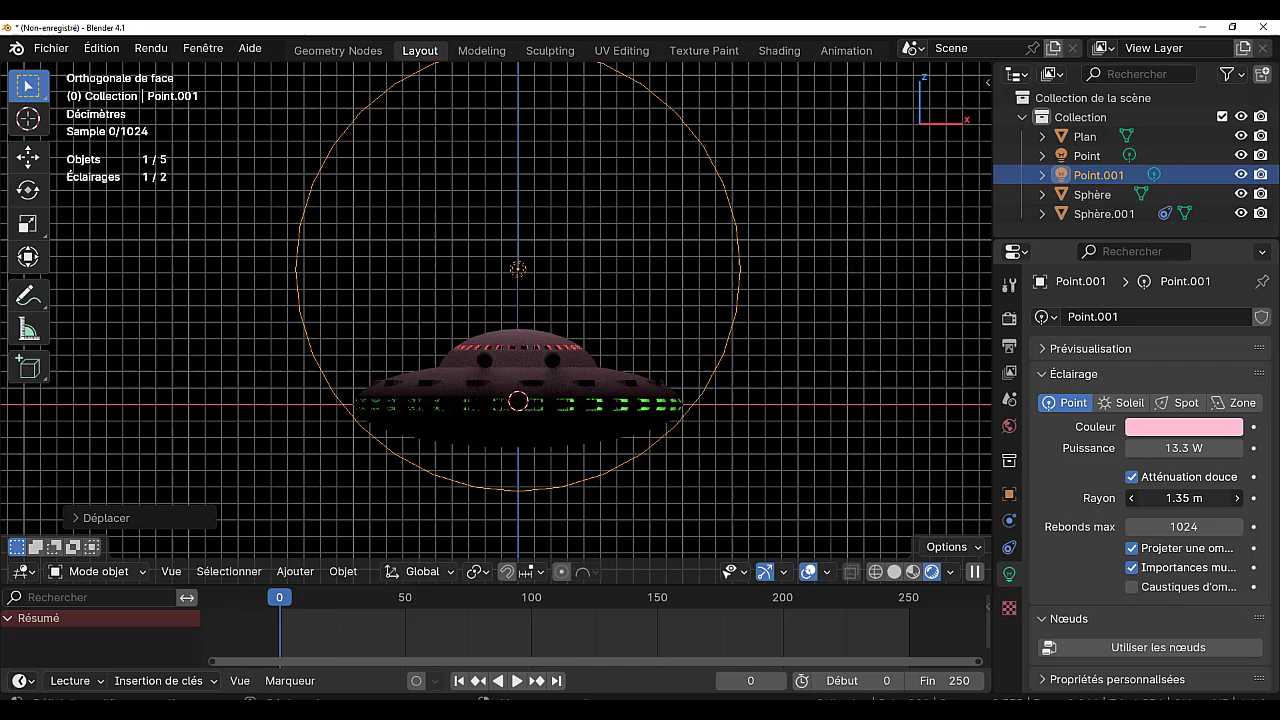 * (Non-enregistré) - Blender 4.1
Fichier Édition Rendu Fenêtre Aide Geometry Nodes Layout Modeling Sculpting UV Editing Texture Paint Shading Animation Scene View Layer
Orthogonale de face
(0) Collection | Point.001
Décimètres
Sample 0/1024
Objets 1 / 5
Éclairages 1 / 2
z
x
Déplacer
Options
Mode objet Vue Sélectionner Ajouter Objet Global
Rechercher
Collection de la scène
Collection
Plan
Point
Point.001
Sphère
Sphère.001
Rechercher
Point.001 > Point.001
Point.001
Prévisualisation
Éclairage
Point Soleil Spot Zone
Couleur
Puissance 13.3 W
Atténuation douce
Rayon 1.35 m
Rebonds max 1024
Projeter une om...
Importances mu...
Caustiques d'om...
Nœuds
Utiliser les nœuds
Propriétés personnalisées
Rechercher 0 50 100 150 200 250
Résumé
Lecture Insertion de clés Vue Marqueur 0 Début 0 Fin 250